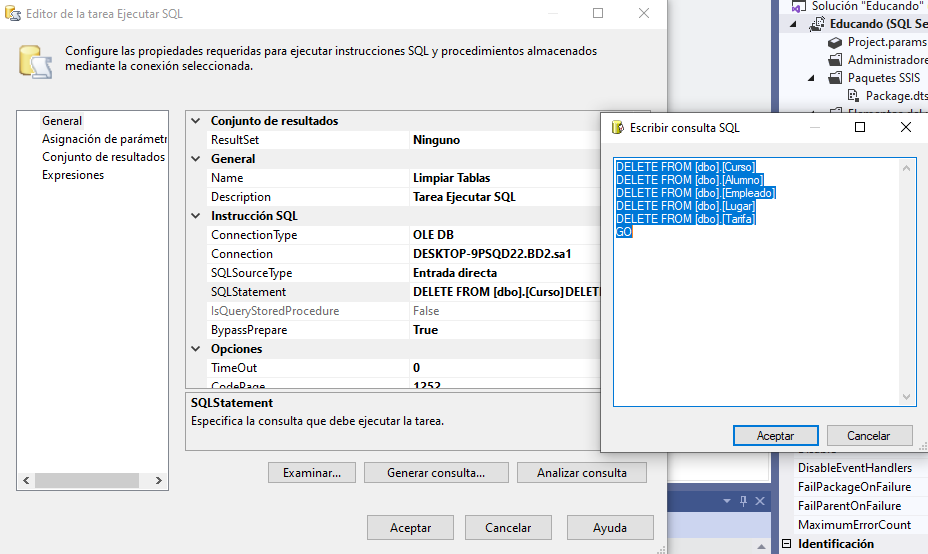 Editor de la tarea Ejecutar SQL
Configure las propiedades requeridas para ejecutar instrucciones SQL y procedimientos almacenados
mediante la conexión seleccionada.
General
Asignación de parámetr
Conjunto de resultados
Expresiones
Conjunto de resultados
ResultSet Ninguno
General
Name Limpiar Tablas
Description Tarea Ejecutar SQL
Instrucción SQL
ConnectionType OLE DB
Connection DESKTOP-9PSQD22.BD2.sa1
SQLSourceType Entrada directa
SQLStatement DELETE FROM [dbo].[Curso]DELETE
IsQueryStoredProcedure False
BypassPrepare True
Opciones
TimeOut 0
CodePage 1252
SQLStatement
Especifica la consulta que debe ejecutar la tarea.
Examinar...
Generar consulta...
Analizar consulta
Aceptar
Cancelar
Ayuda
Escribir consulta SQL
DELETE FROM [dbo].[Curso]
DELETE FROM [dbo].[Alumno]
DELETE FROM [dbo].[Empleado]
DELETE FROM [dbo].[Lugar]
DELETE FROM [dbo].[Tarifa]
GO
Aceptar
Cancelar
Solución "Educando"
Educando (SQL Se
Project.params
Administradore
Paquetes SSIS
Package.dts
DisableEventHandlers
FailPackageOnFailure
FailParentOnFailure
MaximumErrorCount
Identificación